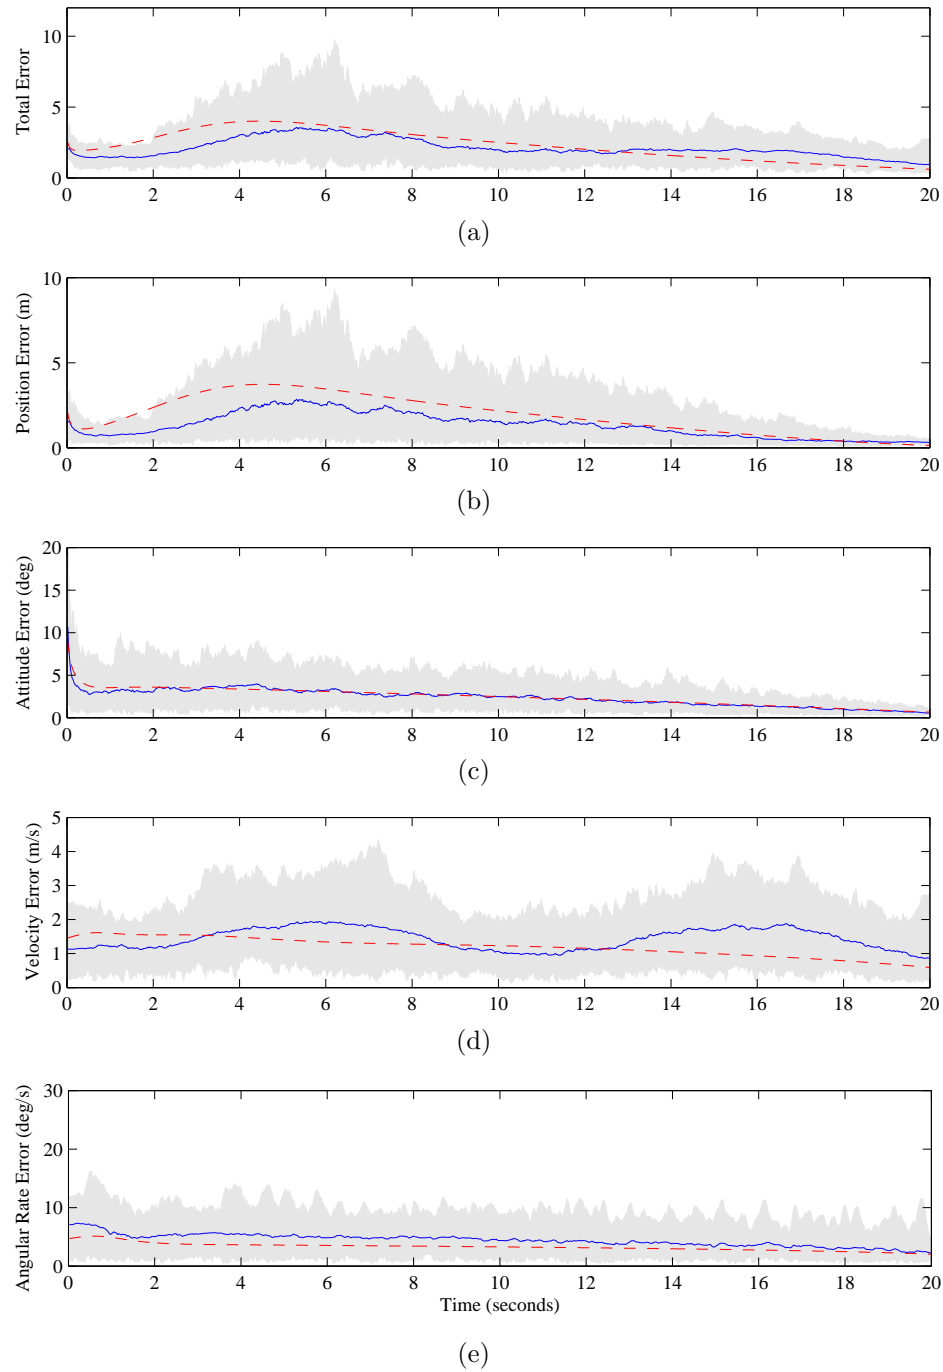 10
5
0
Total Error
0 2 4 6 8 10 12 14 16 18 20
(a)
10
5
0
Position Error (m)
0 2 4 6 8 10 12 14 16 18 20
(b)
20
15
10
5
0
Attitude Error (deg)
0 2 4 6 8 10 12 14 16 18 20
(c)
5
4
3
2
1
0
Velocity Error (m/s)
0 2 4 6 8 10 12 14 16 18 20
(d)
30
20
10
0
Angular Rate Error (deg/s)
0 2 4 6 8 10 12 14 16 18 20
Time (seconds)
(e)